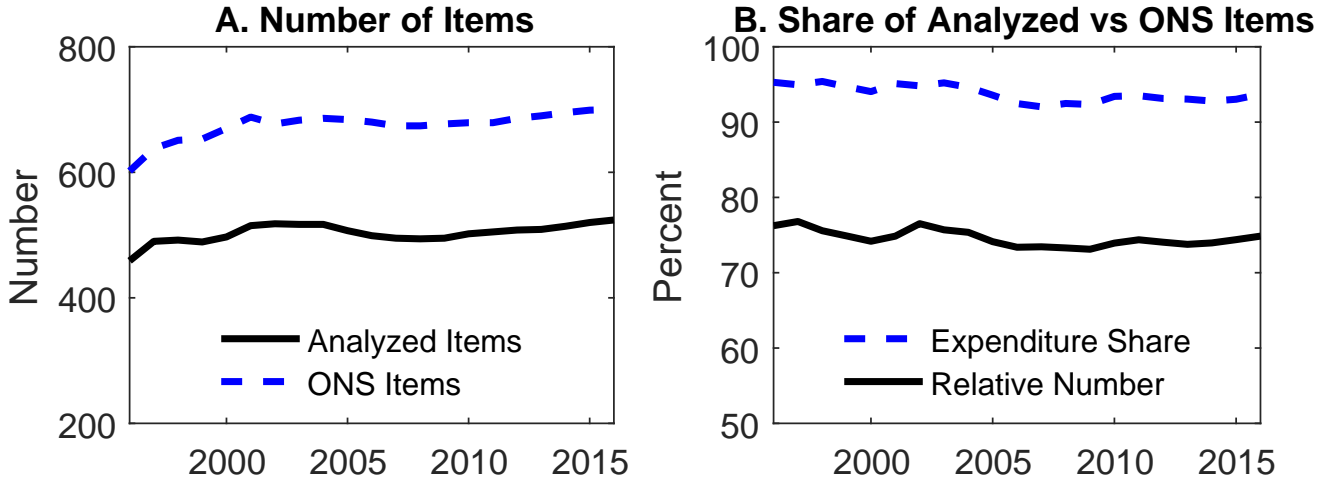 A. Number of Items
800
600
400
200
Number
2000
2005
2010
2015
Analyzed Items
ONS Items
B. Share of Analyzed vs ONS Items
100
90
80
70
60
50
Percent
2000
2005
2010
2015
Expenditure Share
Relative Number